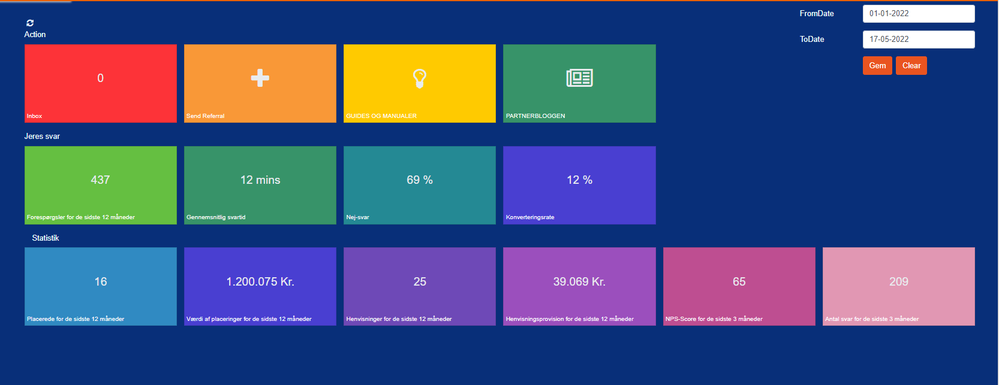 FromDate 01-01-2022
Action
ToDate 17-05-2022
Gem Clear
0
Inbox
Send Referral
GUIDES OG MANUALER
PARTNERBLOGGEN
Jeres svar
437
Forespørgsler for de sidste 12 måneder
12 mins
Gennemsnitlig svartid
69 %
Nej-svar
12 %
Konverteringsrate
Statistik
16
Placerede for de sidste 12 måneder
1.200.075 Kr.
Værdi af placeringer for de sidste 12 måneder
25
Henvisninger for de sidste 12 måneder
39.069 Kr.
Henvisningsprovision for de sidste 12 måneder
65
NPS-Score for de sidste 3 måneder
209
Antal svar for de sidste 3 måneder